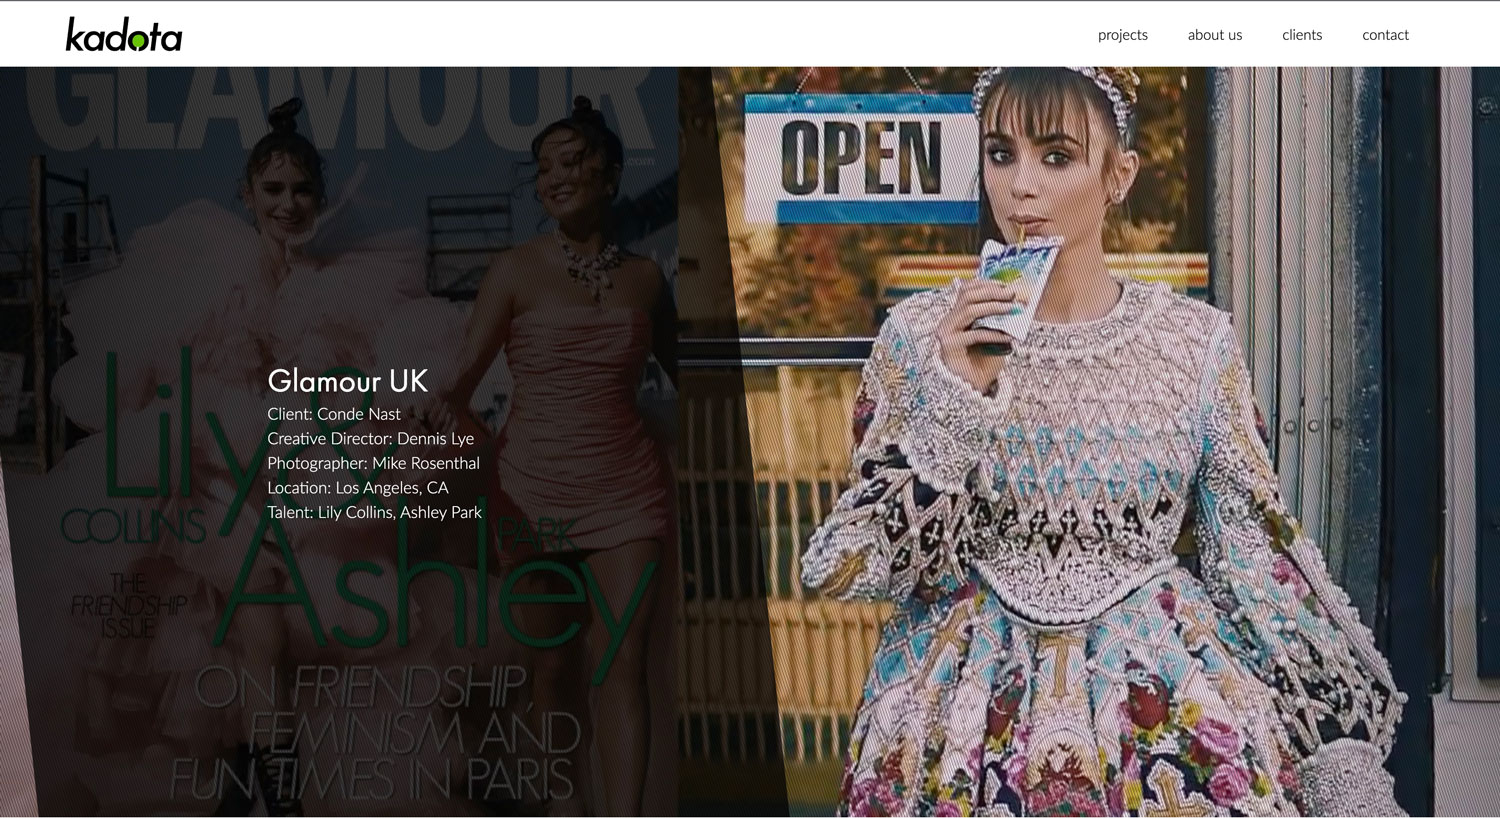 kadota
projects
about us
clients
contact
GLAMOUR
.com
OPEN
Glamour UK
Client: Conde Nast
Creative Director: Dennis Lye
Photographer: Mike Rosenthal
Location: Los Angeles, CA
Talent: Lily Collins, Ashley Park
Lily &
COLLINS
Ashley
PARK
THE
FRIENDSHIP
ISSUE
ON FRIENDSHIP,
FEMINISM AND
FUN TIMES IN PARIS